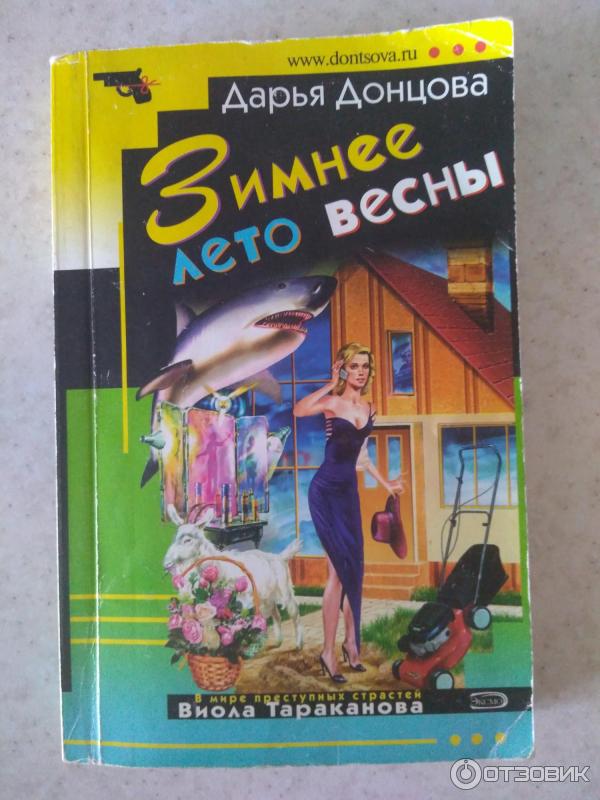 www.dontsova.ru
Дарья Донцова
Зимнее
лето весны
В мире преступных страстей
Виола Тараканова
ЭКСМО
ОТЗОВИК